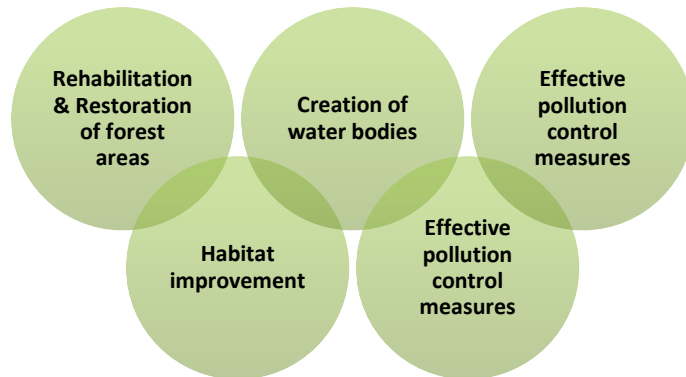 Rehabilitation
& Restoration
of forest
areas
Creation of
water bodies
Effective
pollution
control
measures
Habitat
improvement
Effective
pollution
control
measures